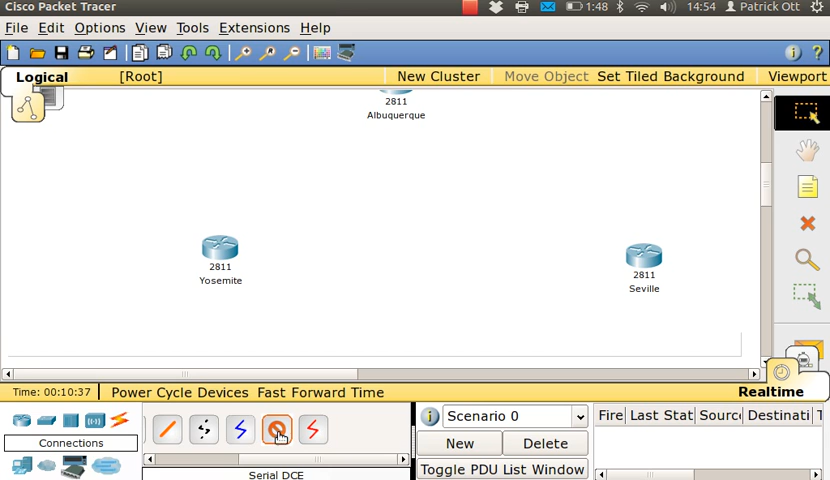 Cisco Packet Tracer 1:48 14:54 Patrick Ott
File Edit Options View Tools Extensions Help
Logical [Root] New Cluster Move Object Set Tiled Background Viewport
2811
Albuquerque
2811
Yosemite
2811
Seville
Time: 00:10:37 Power Cycle Devices Fast Forward Time Realtime
Scenario 0
Fire Last Stat Source Destinati
Connections
New Delete
Toggle PDU List Window
Serial DCE